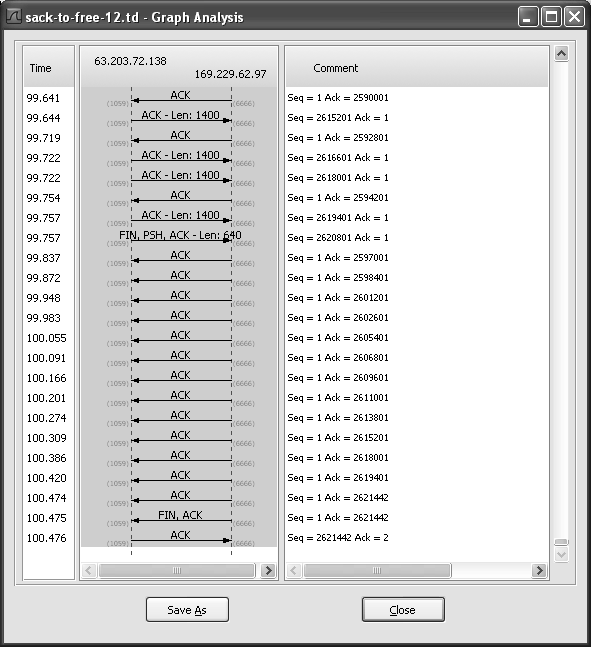 sack-to-free-12.td - Graph Analysis
Time 63.203.72.138 169.229.62.97 Comment
99.641 (1059) ACK (6666) Seq = 1 Ack = 2590001
99.644 (1059) ACK - Len: 1400 (6666) Seq = 2615201 Ack = 1
99.719 (1059) ACK (6666) Seq = 1 Ack = 2592801
99.722 (1059) ACK - Len: 1400 (6666) Seq = 2616601 Ack = 1
99.722 (1059) ACK - Len: 1400 (6666) Seq = 2618001 Ack = 1
99.754 (1059) ACK (6666) Seq = 1 Ack = 2594201
99.757 (1059) ACK - Len: 1400 (6666) Seq = 2619401 Ack = 1
99.757 (1059) FIN, PSH, ACK - Len: 640 (6666) Seq = 2620801 Ack = 1
99.837 (1059) ACK (6666) Seq = 1 Ack = 2597001
99.872 (1059) ACK (6666) Seq = 1 Ack = 2598401
99.948 (1059) ACK (6666) Seq = 1 Ack = 2601201
99.983 (1059) ACK (6666) Seq = 1 Ack = 2602601
100.055 (1059) ACK (6666) Seq = 1 Ack = 2605401
100.091 (1059) ACK (6666) Seq = 1 Ack = 2606801
100.166 (1059) ACK (6666) Seq = 1 Ack = 2609601
100.201 (1059) ACK (6666) Seq = 1 Ack = 2611001
100.274 (1059) ACK (6666) Seq = 1 Ack = 2613801
100.309 (1059) ACK (6666) Seq = 1 Ack = 2615201
100.386 (1059) ACK (6666) Seq = 1 Ack = 2618001
100.420 (1059) ACK (6666) Seq = 1 Ack = 2619401
100.474 (1059) ACK (6666) Seq = 1 Ack = 2621442
100.475 (1059) FIN, ACK (6666) Seq = 1 Ack = 2621442
100.476 (1059) ACK (6666) Seq = 2621442 Ack = 2
Save As Close